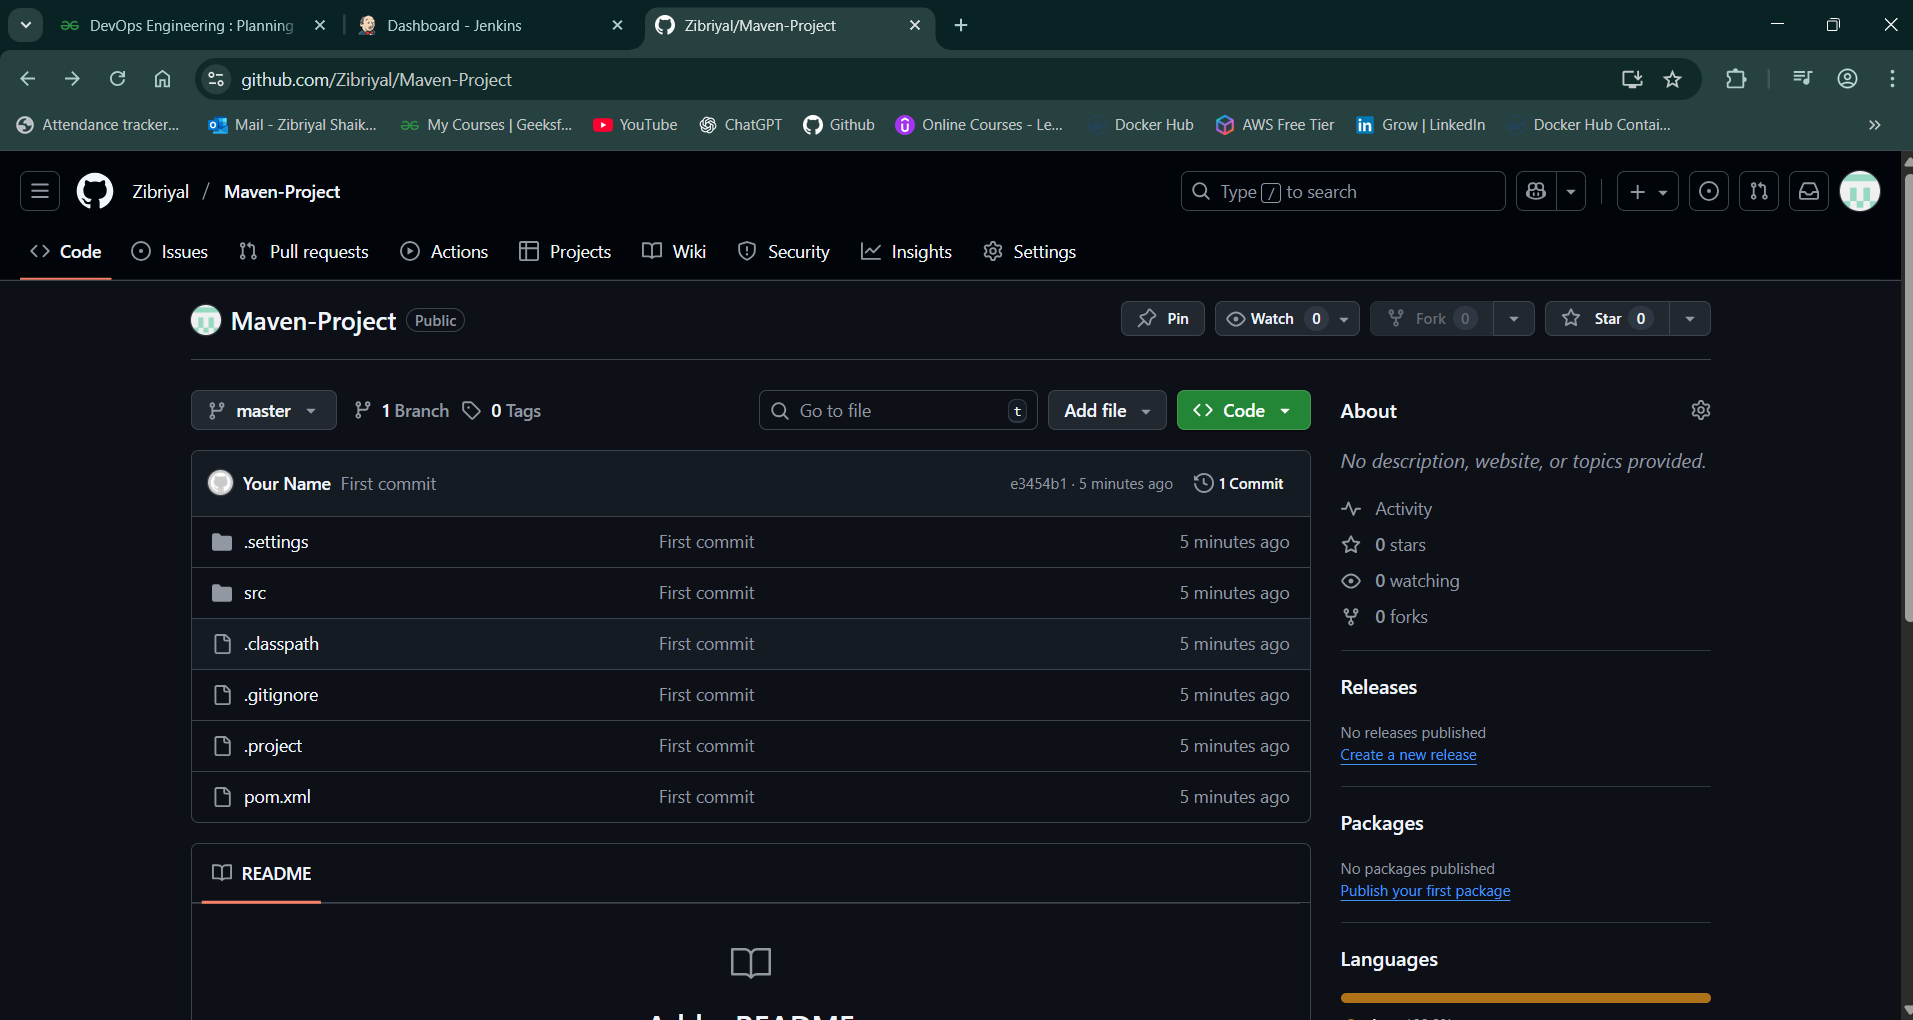 DevOps Engineering : Planning
Dashboard - Jenkins
Zibriyal/Maven-Project
github.com/Zibriyal/Maven-Project
Attendance tracker...
Mail - Zibriyal Shaik...
My Courses | Geeksf...
YouTube
ChatGPT
Github
Online Courses - Le...
Docker Hub
AWS Free Tier
Grow | LinkedIn
Docker Hub Contai...
Zibriyal / Maven-Project
Type / to search
Code
Issues
Pull requests
Actions
Projects
Wiki
Security
Insights
Settings
Maven-Project Public
Pin
Watch 0
Fork 0
Star 0
master
1 Branch
0 Tags
Go to file t
Add file
Code
Your Name First commit
e3454b1 · 5 minutes ago
1 Commit
.settings First commit 5 minutes ago
src First commit 5 minutes ago
.classpath First commit 5 minutes ago
.gitignore First commit 5 minutes ago
.project First commit 5 minutes ago
pom.xml First commit 5 minutes ago
README
About
No description, website, or topics provided.
Activity
0 stars
0 watching
0 forks
Releases
No releases published
Create a new release
Packages
No packages published
Publish your first package
Languages